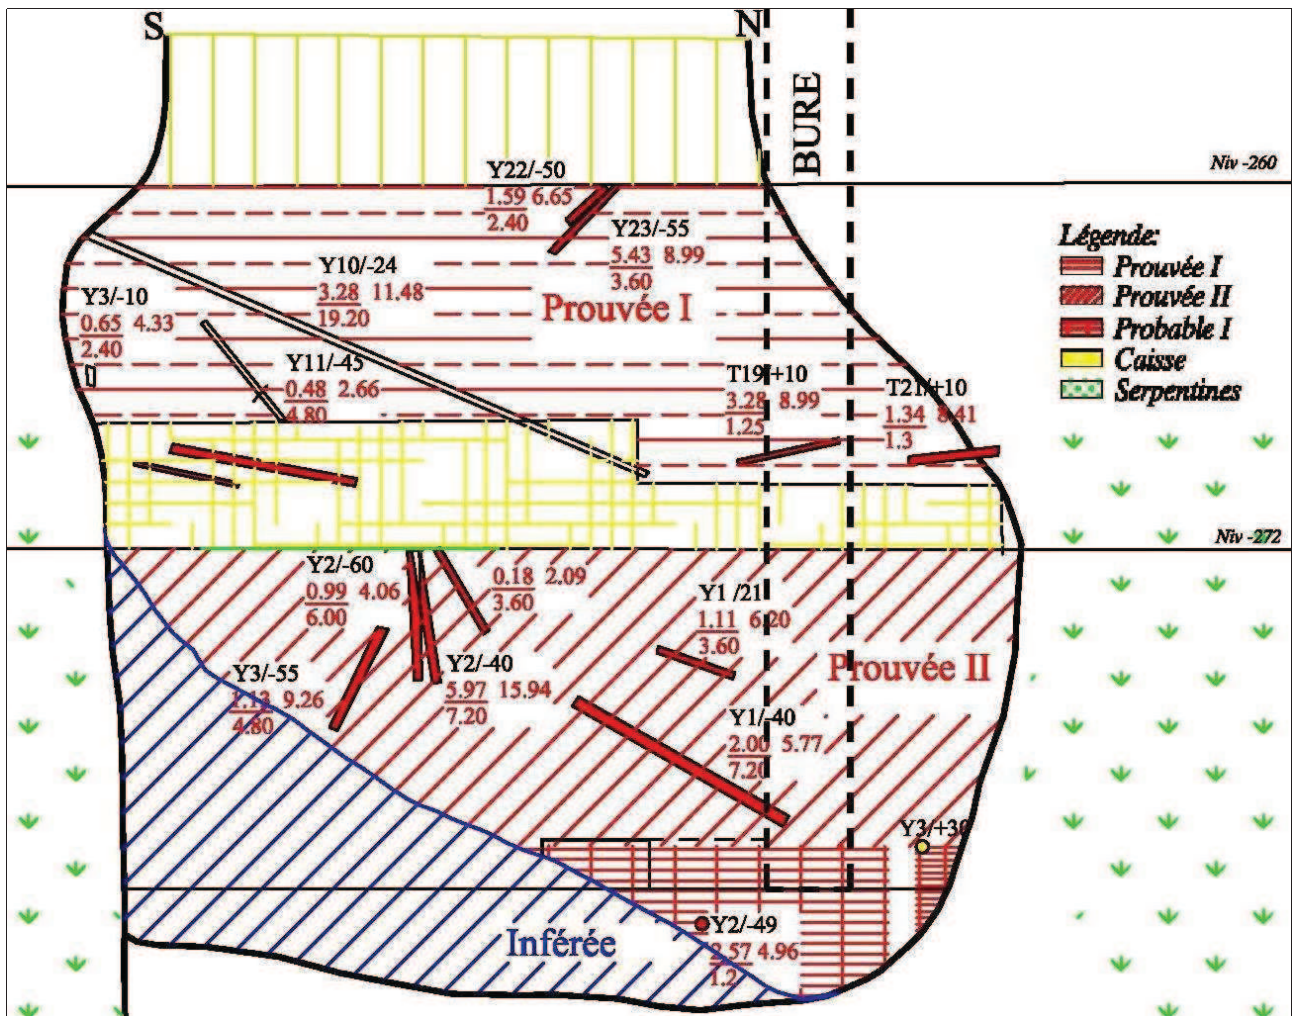 S
N
BURE
Niv -260
Y22/-50
1.59 6.65
2.40
Y23/-55
5.43 8.99
3.60
Légende:
Prouvée I
Prouvée II
Probable I
Caisse
Serpentines
Y10/-24
3.28 11.48
19.20
Prouvée I
Y3/-10
0.65 4.33
2.40
Y11/-45
0.48 2.66
4.80
T19/+10
3.28 8.99
1.25
T21/+10
1.34 8.41
1.3
Niv -272
Y2/-60
0.99 4.06
6.00
0.18 2.09
3.60
Y1 /21
1.11 6.20
3.60
Prouvée II
Y3/-55
1.13 9.26
4.80
Y2/-40
5.97 15.94
7.20
Y1/-40
2.00 5.77
7.20
Y3/+30
Inférée
Y2/-49
2.57 4.96
1.2